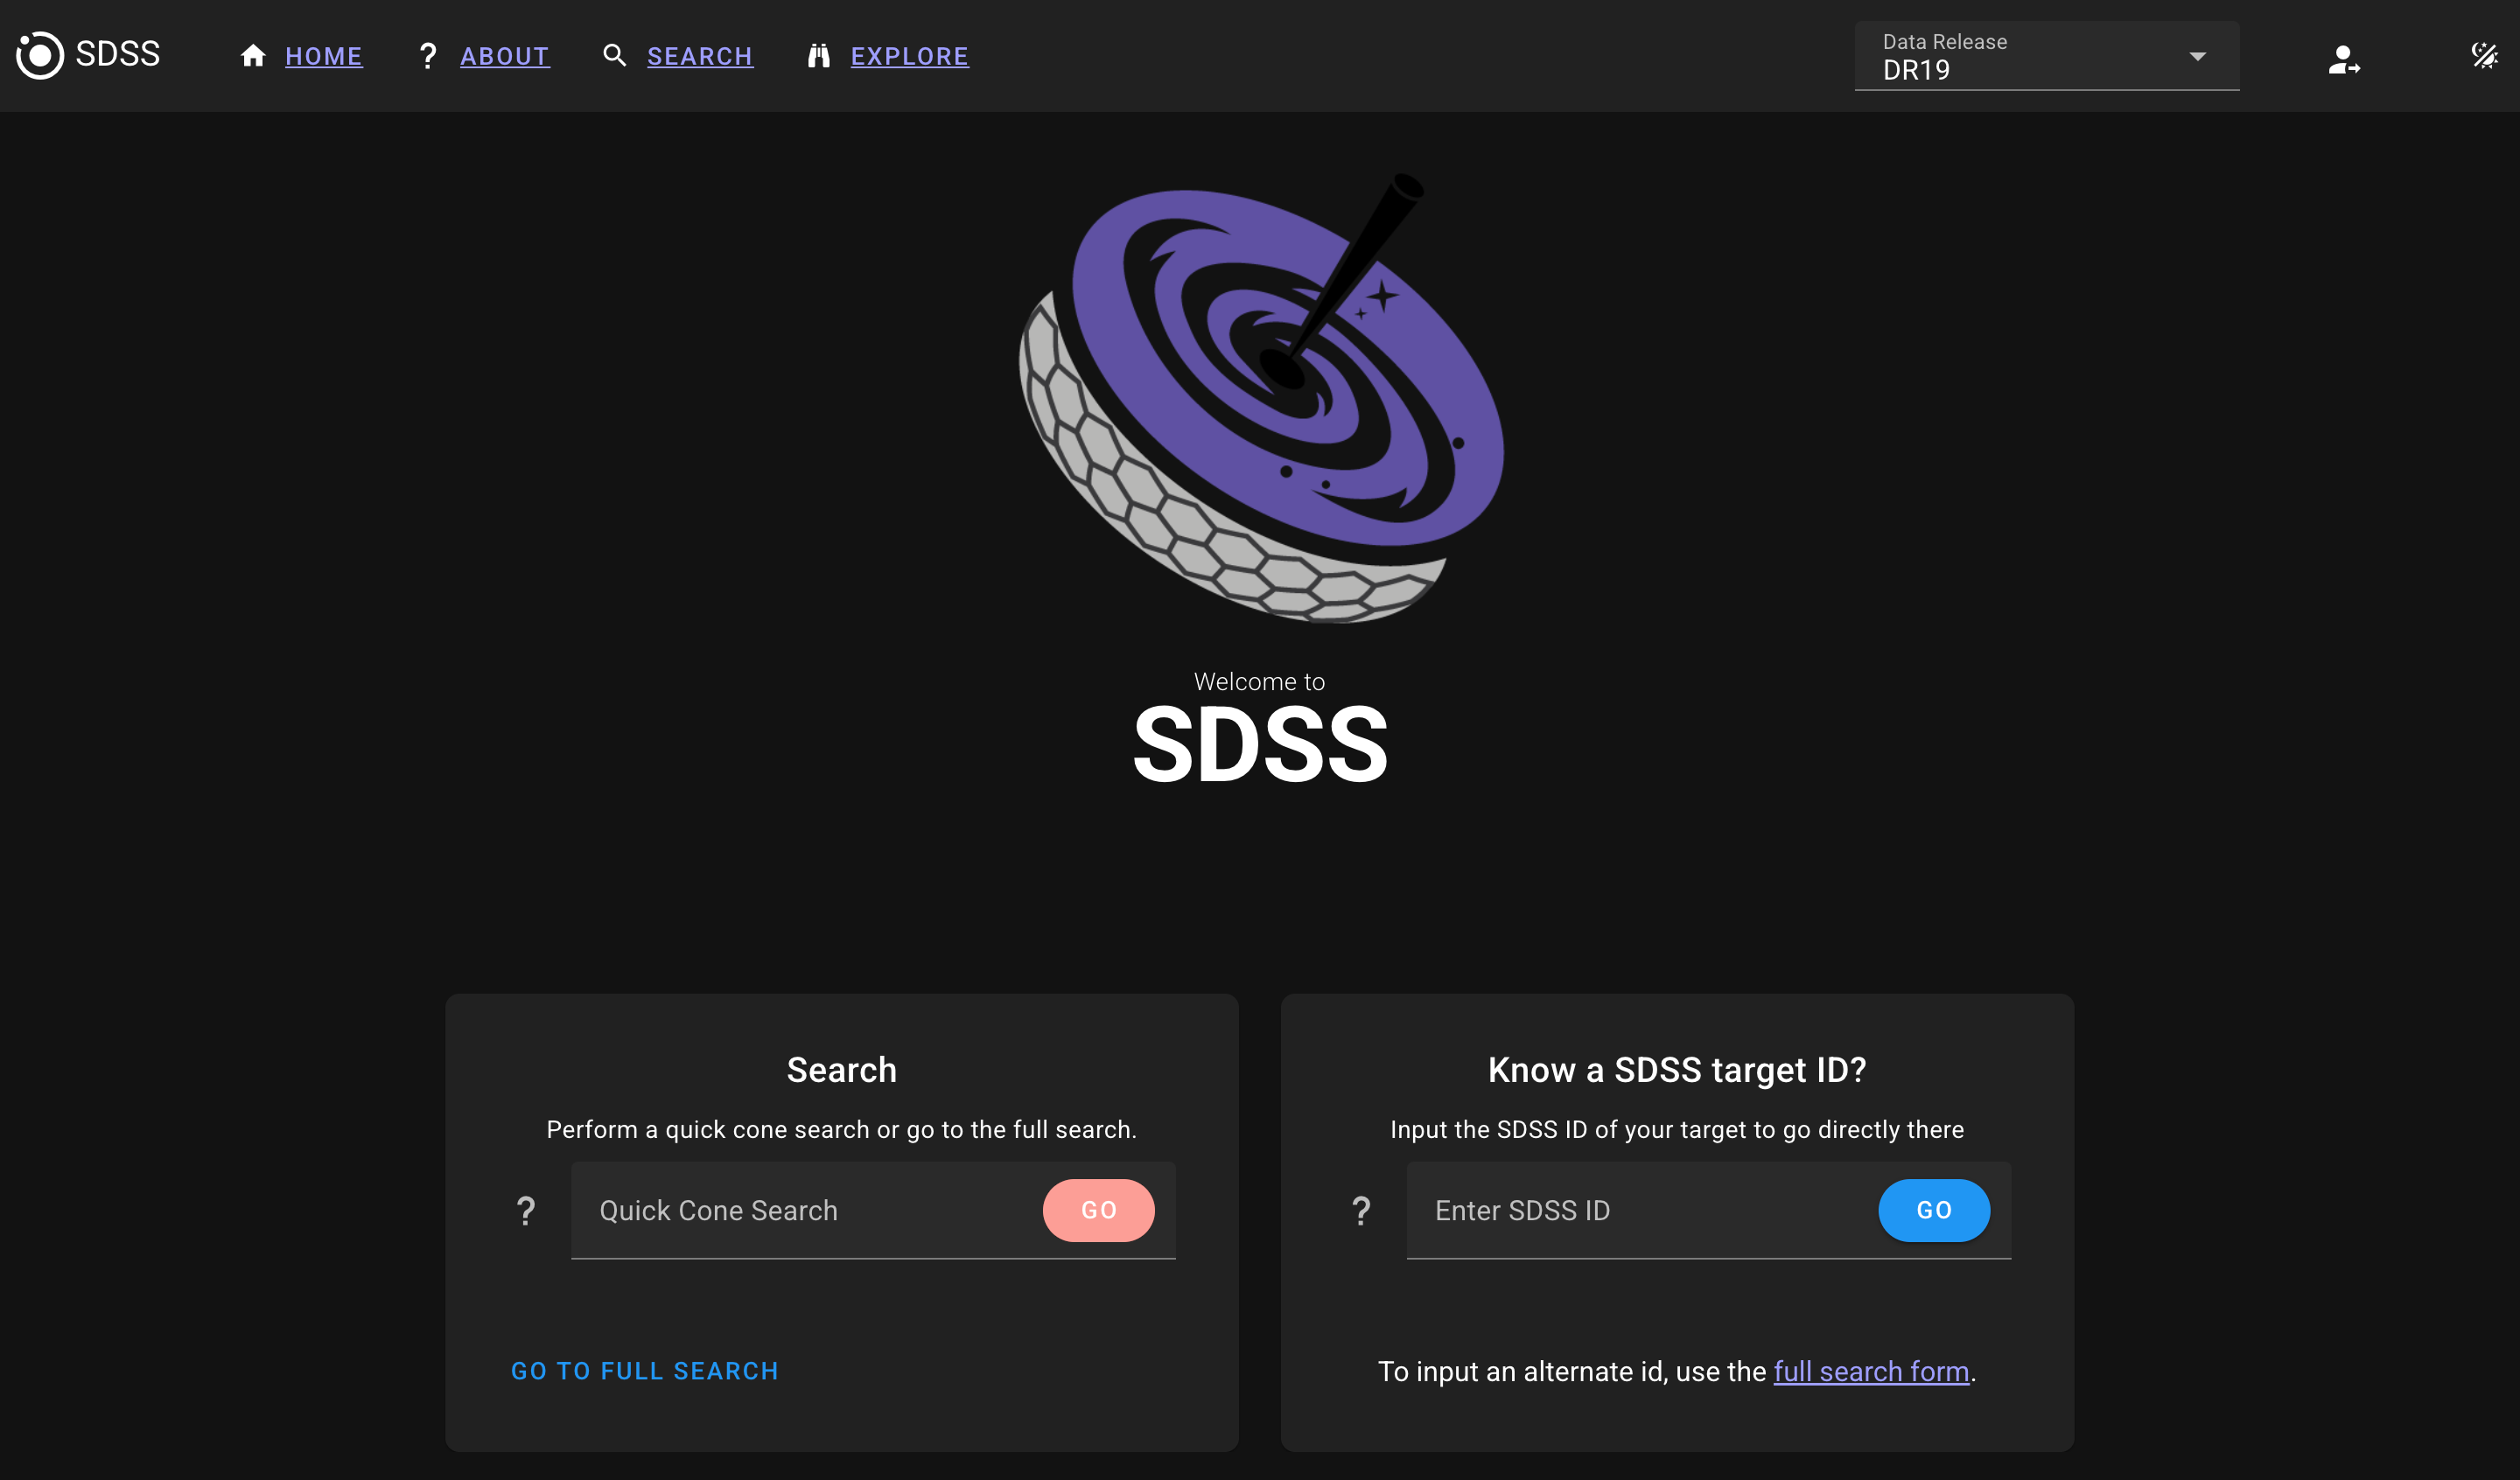 SDSS
HOME
ABOUT
SEARCH
EXPLORE
Data Release
DR19
Welcome to
SDSS
Search
Perform a quick cone search or go to the full search.
?
Quick Cone Search
GO
GO TO FULL SEARCH
Know a SDSS target ID?
Input the SDSS ID of your target to go directly there
?
Enter SDSS ID
GO
To input an alternate id, use the full search form.